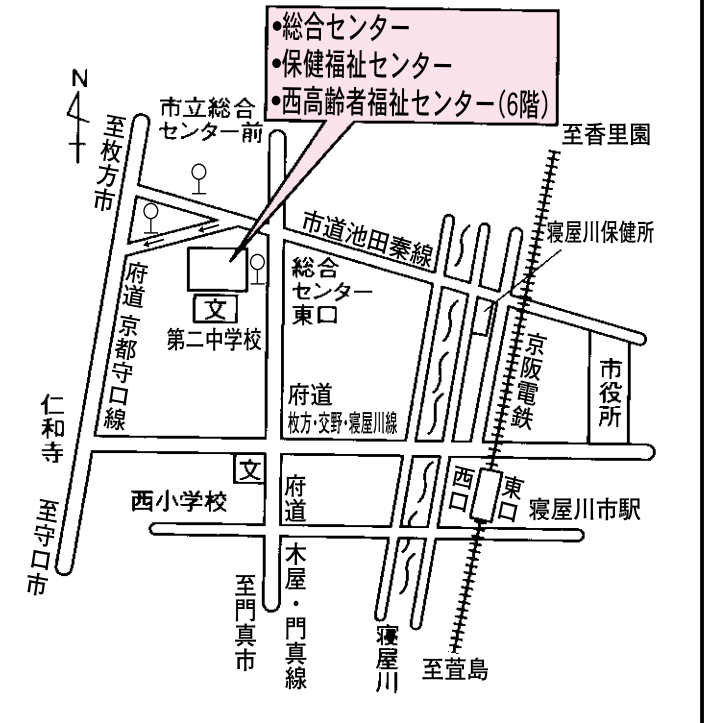 •総合センター
•保健福祉センター
•西高齢者福祉センター(6階)
N
至枚方市
市立総合
センター前
至香里園
市道池田秦線
寝屋川保健所
総合
センター
東口
文
第二中学校
府道 京都守口線
京阪電鉄
市役所
府道
枚方・交野・寝屋川線
仁和寺
文
西小学校
府道 木屋・門真線
西口
東口
寝屋川市駅
至守口市
至門真市
寝屋川
至萱島